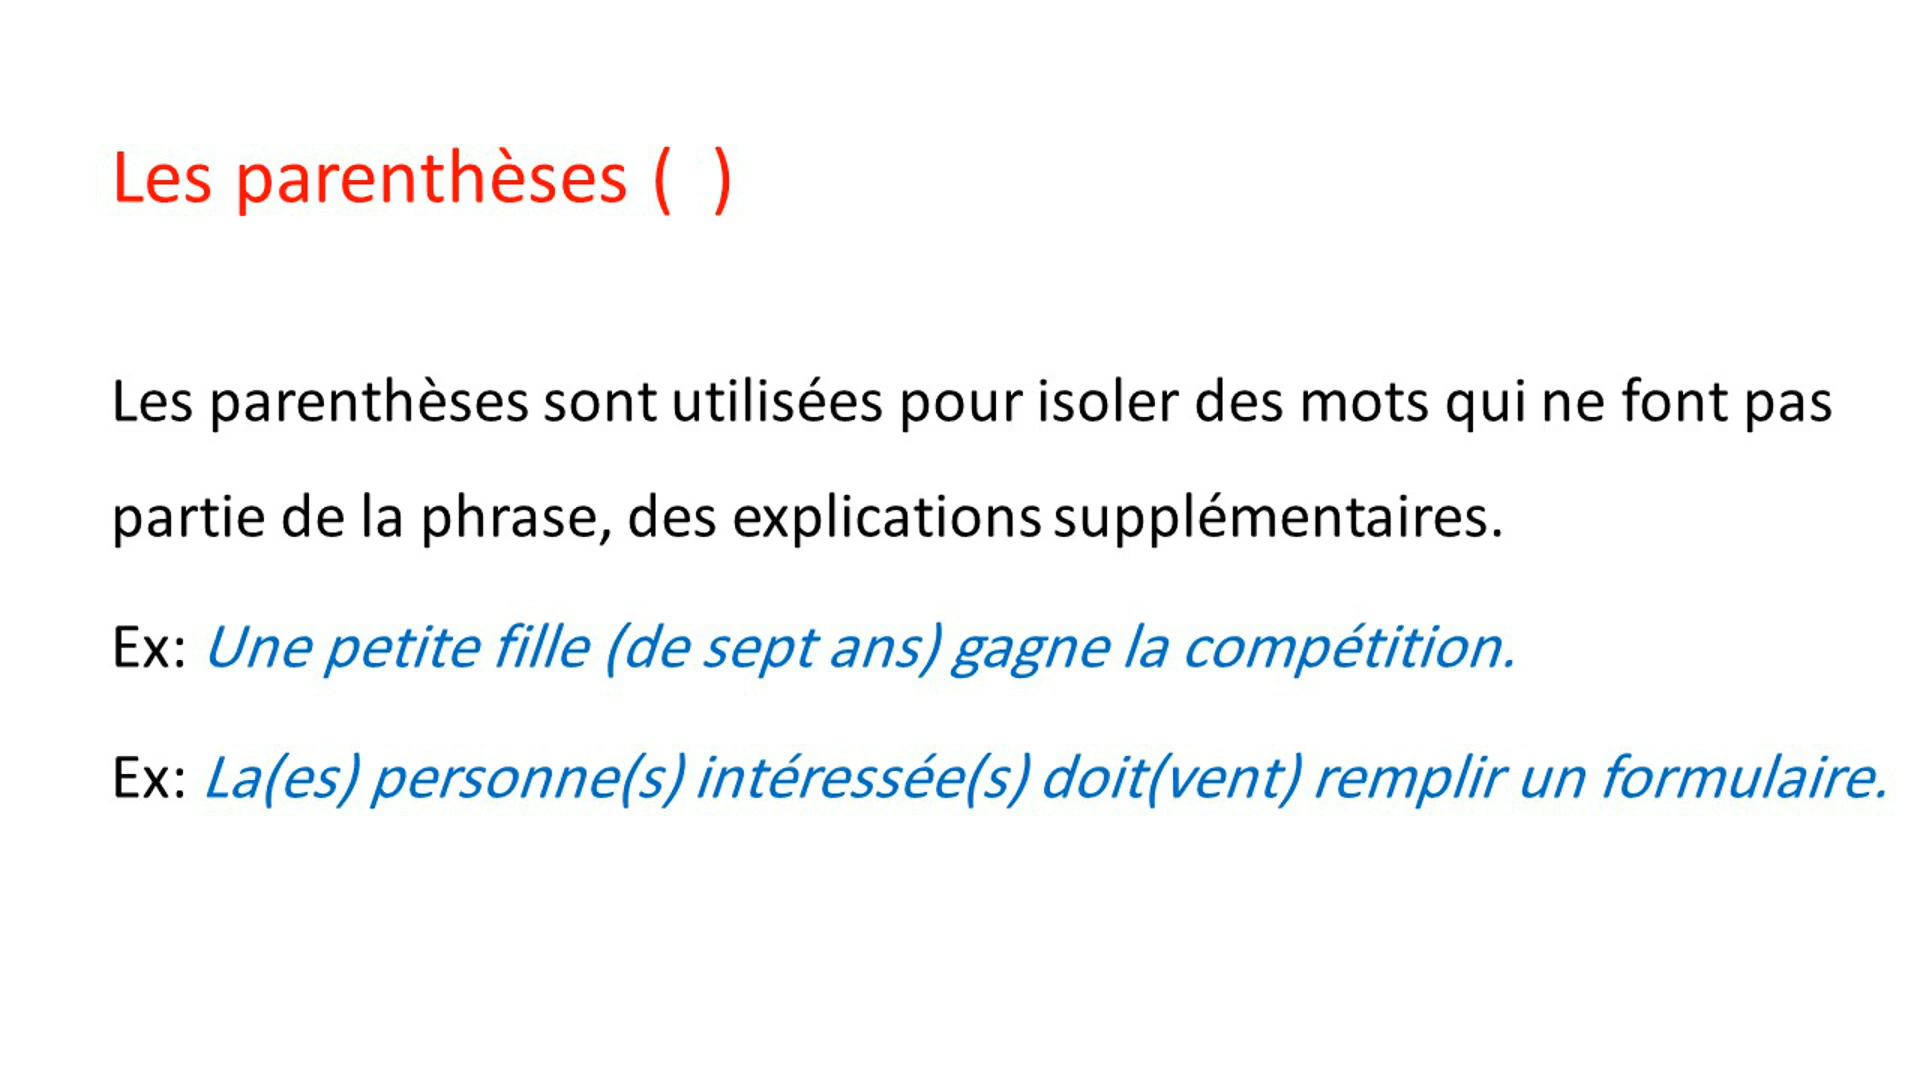 Les parenthèses (  )
Les parenthèses sont utilisées pour isoler des mots qui ne font pas
partie de la phrase, des explications supplémentaires.
Ex: Une petite fille (de sept ans) gagne la compétition.
Ex: La(es) personne(s) intéressée(s) doit(vent) remplir un formulaire.